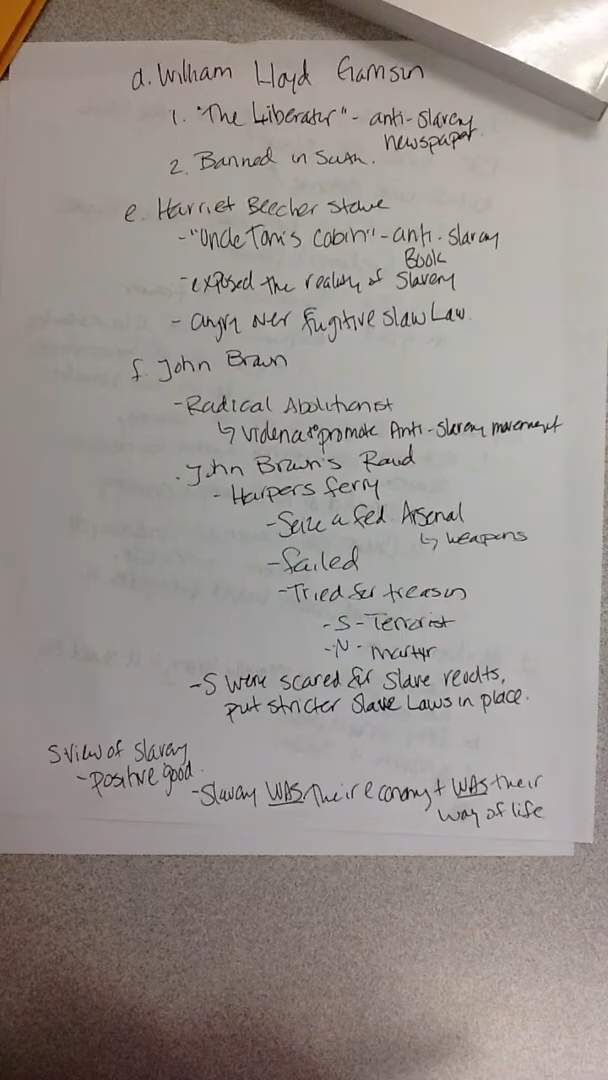 d. William Lloyd Garrison
1. "The Liberator" - anti-slavery
newspaper
2. Banned in South.
e. Harriet Beecher Stowe
- "Uncle Tom's Cabin" - anti-slavery
Book
- exposed the reality of Slavery
- angry over Fugitive Slaw Law.
f. John Brown
- Radical Abolitionist
↳ violence to promote Anti-slavery movement
. John Brown's Raid
- Harpers ferry
- Seize a fed. Arsenal
↳ weapons
- failed
- Tried for treason
- S - Terrorist
- N - martyr
- S were scared for slave revolts,
put stricter Slave Laws in place.
S view of slavery
- Positive good.
- Slavery WAS their economy + WAS their
way of life